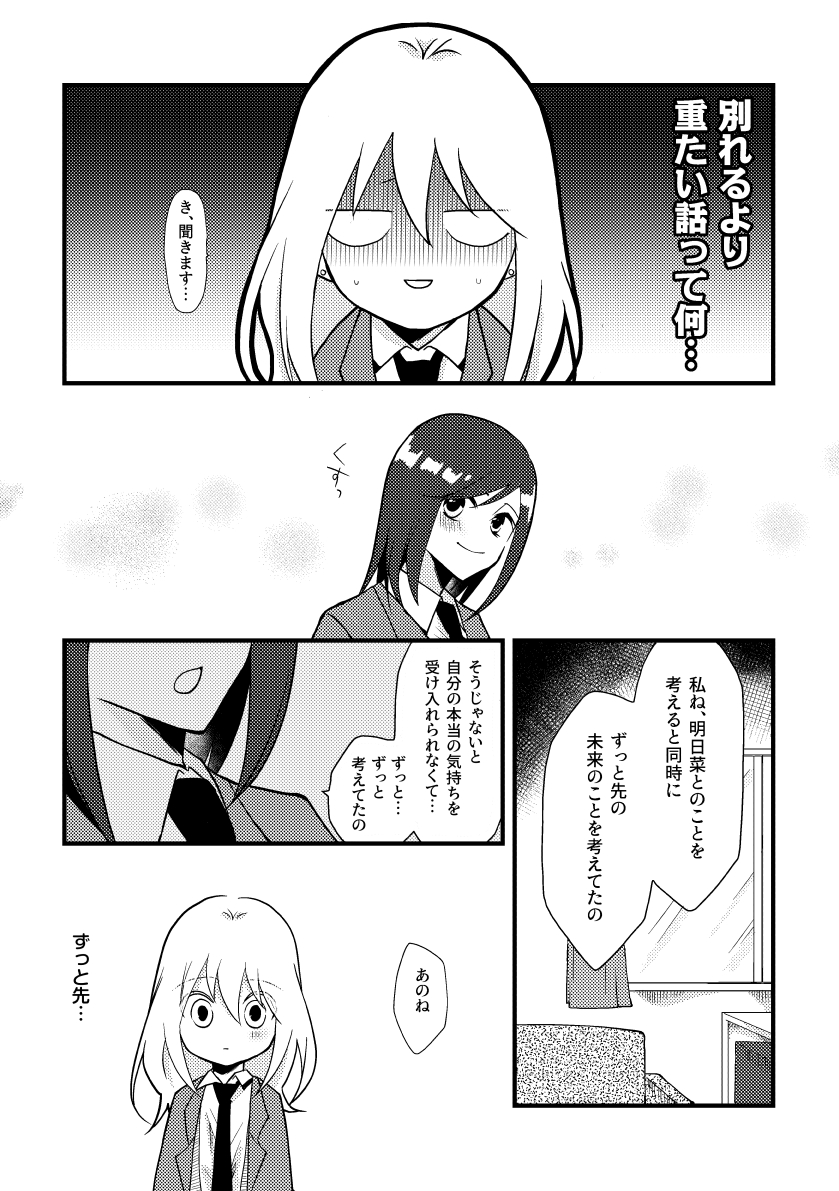 別れるより
重たい話って何…
き、聞きます…
くすっ
私ね、明日菜とのことを
考えると同時に
ずっと先の
未来のことを考えてたの
そうじゃないと
自分の本当の気持ちを
受け入れられなくて…
ずっと…
ずっと
考えてたの
あのね
ずっと先…